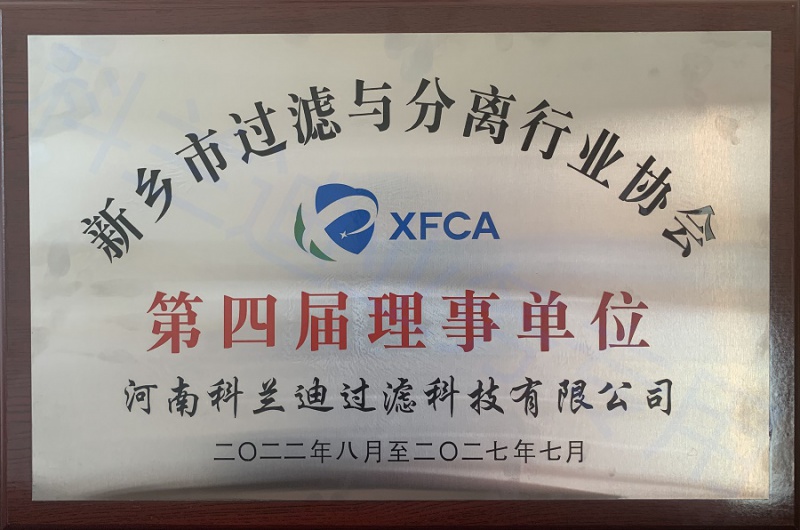 新乡市过滤与分离行业协会
XFCA
第四届理事单位
河南科兰迪过滤科技有限公司
二〇二二年八月至二〇二七年七月